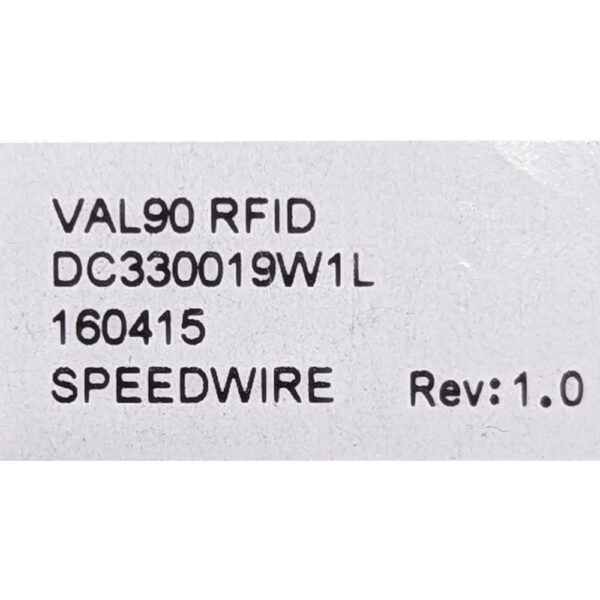 VAL90 RFID
DC330019W1L
160415
SPEEDWIRE Rev:1.0